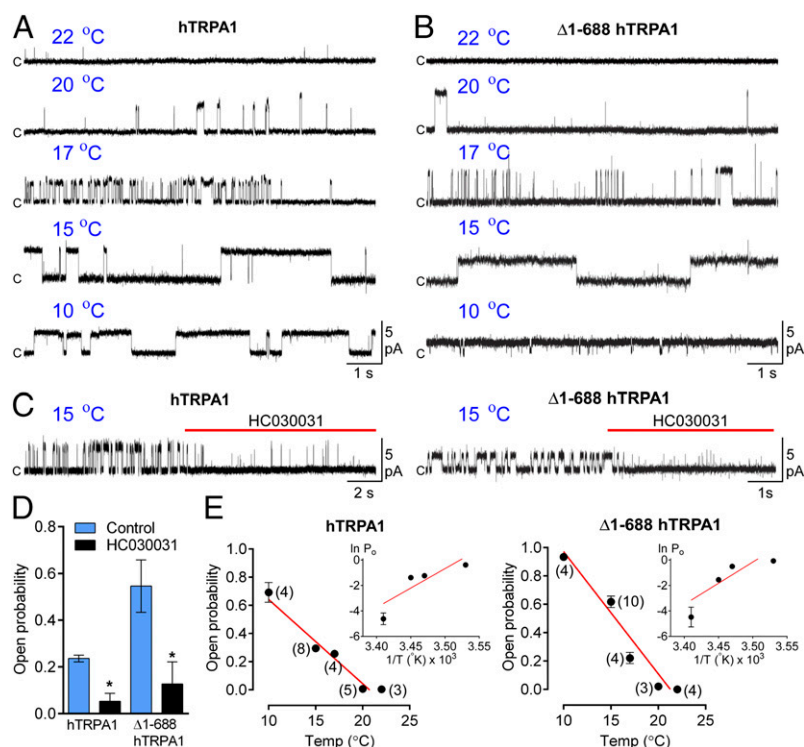 A
hTRPA1
22 °C
C
20 °C
C
17 °C
C
15 °C
C
10 °C
C
5
pA
1 s
B
Δ1-688 hTRPA1
22 °C
C
20 °C
C
17 °C
C
15 °C
C
10 °C
C
5
pA
1 s
C
hTRPA1
15 °C
HC030031
C
5
pA
2 s
Δ1-688 hTRPA1
15 °C
HC030031
C
5
pA
1s
D
0.8
0.6
0.4
0.2
0.0
Open probability
Control
HC030031
*
*
hTRPA1
Δ1-688
hTRPA1
E
hTRPA1
Open probability
1.0
0.8
0.6
0.4
0.2
0.0
10 15 20 25
Temp (°C)
(4)
(8)
(4)
(5)
(3)
ln Po
0
-2
-4
-6
3.41 3.45 3.49 3.53
1/T (°K) x 10³
Δ1-688 hTRPA1
Open probability
1.0
0.8
0.6
0.4
0.2
0.0
10 15 20 25
Temp (°C)
(4)
(10)
(4)
(3)
(4)
ln Po
0
-2
-4
-6
3.41 3.45 3.49 3.53
1/T (°K) x 10³